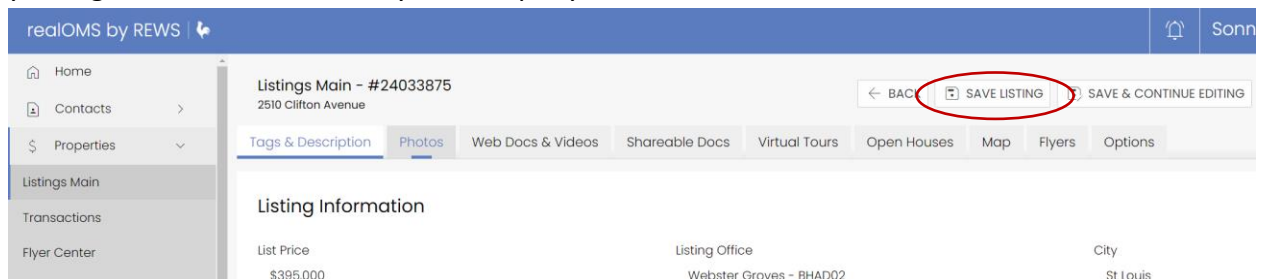 realOMS by REWS
Sonn
Home
Contacts
Properties
Listings Main
Transactions
Flyer Center
Listings Main - #24033875
2510 Clifton Avenue
BACK
SAVE LISTING
SAVE & CONTINUE EDITING
Tags & Description Photos Web Docs & Videos Shareable Docs Virtual Tours Open Houses Map Flyers Options
Listing Information
List Price Listing Office City
$395,000 Webster Groves - BHAD02 St Louis